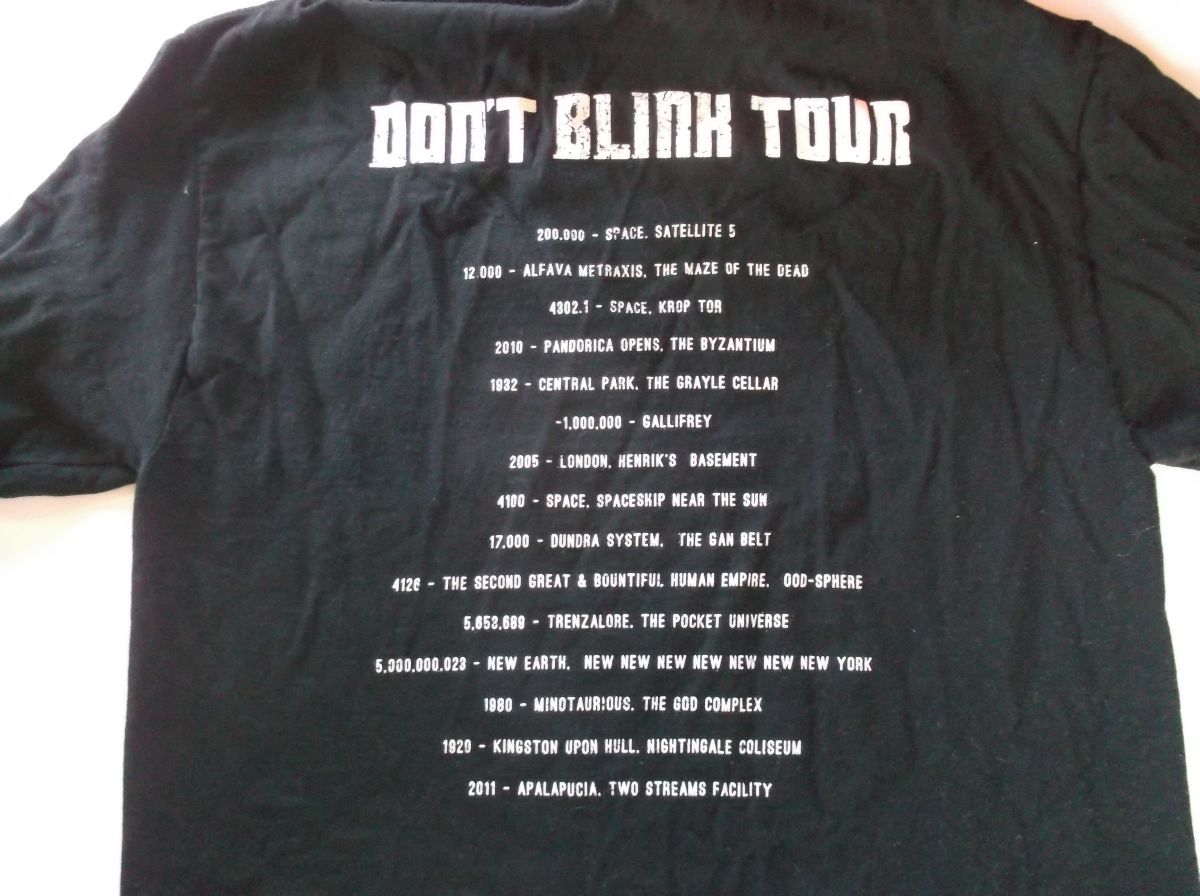 DON'T BLINK TOUR
200.000 - SPACE. SATELLITE 5
12.000 - ALFAVA METRAXIS, THE MAZE OF THE DEAD
4302.1 - SPACE, KROP TOR
2010 - PANDORICA OPENS, THE BYZANTIUM
1932 - CENTRAL PARK, THE GRAYLE CELLAR
-1,000,000 - GALLIFREY
2005 - LONDON, HENRIK'S BASEMENT
4100 - SPACE, SPACESHIP NEAR THE SUN
17,000 - DUNDRA SYSTEM, THE GAN BELT
4126 - THE SECOND GREAT & BOUNTIFUL HUMAN EMPIRE, OOD-SPHERE
5,653,689 - TRENZALORE, THE POCKET UNIVERSE
5,000,000,023 - NEW EARTH, NEW NEW NEW NEW NEW NEW NEW YORK
1980 - MINOTAURIOUS, THE GOD COMPLEX
1920 - KINGSTON UPON HULL, NIGHTINGALE COLISEUM
2011 - APALAPUCIA, TWO STREAMS FACILITY